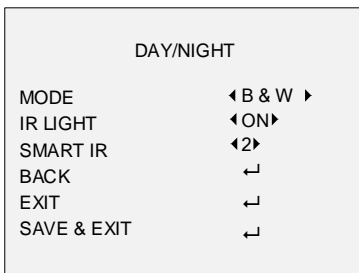 DAY/NIGHT
MODE B & W
IR LIGHT ON
SMART IR 2
BACK
EXIT
SAVE & EXIT